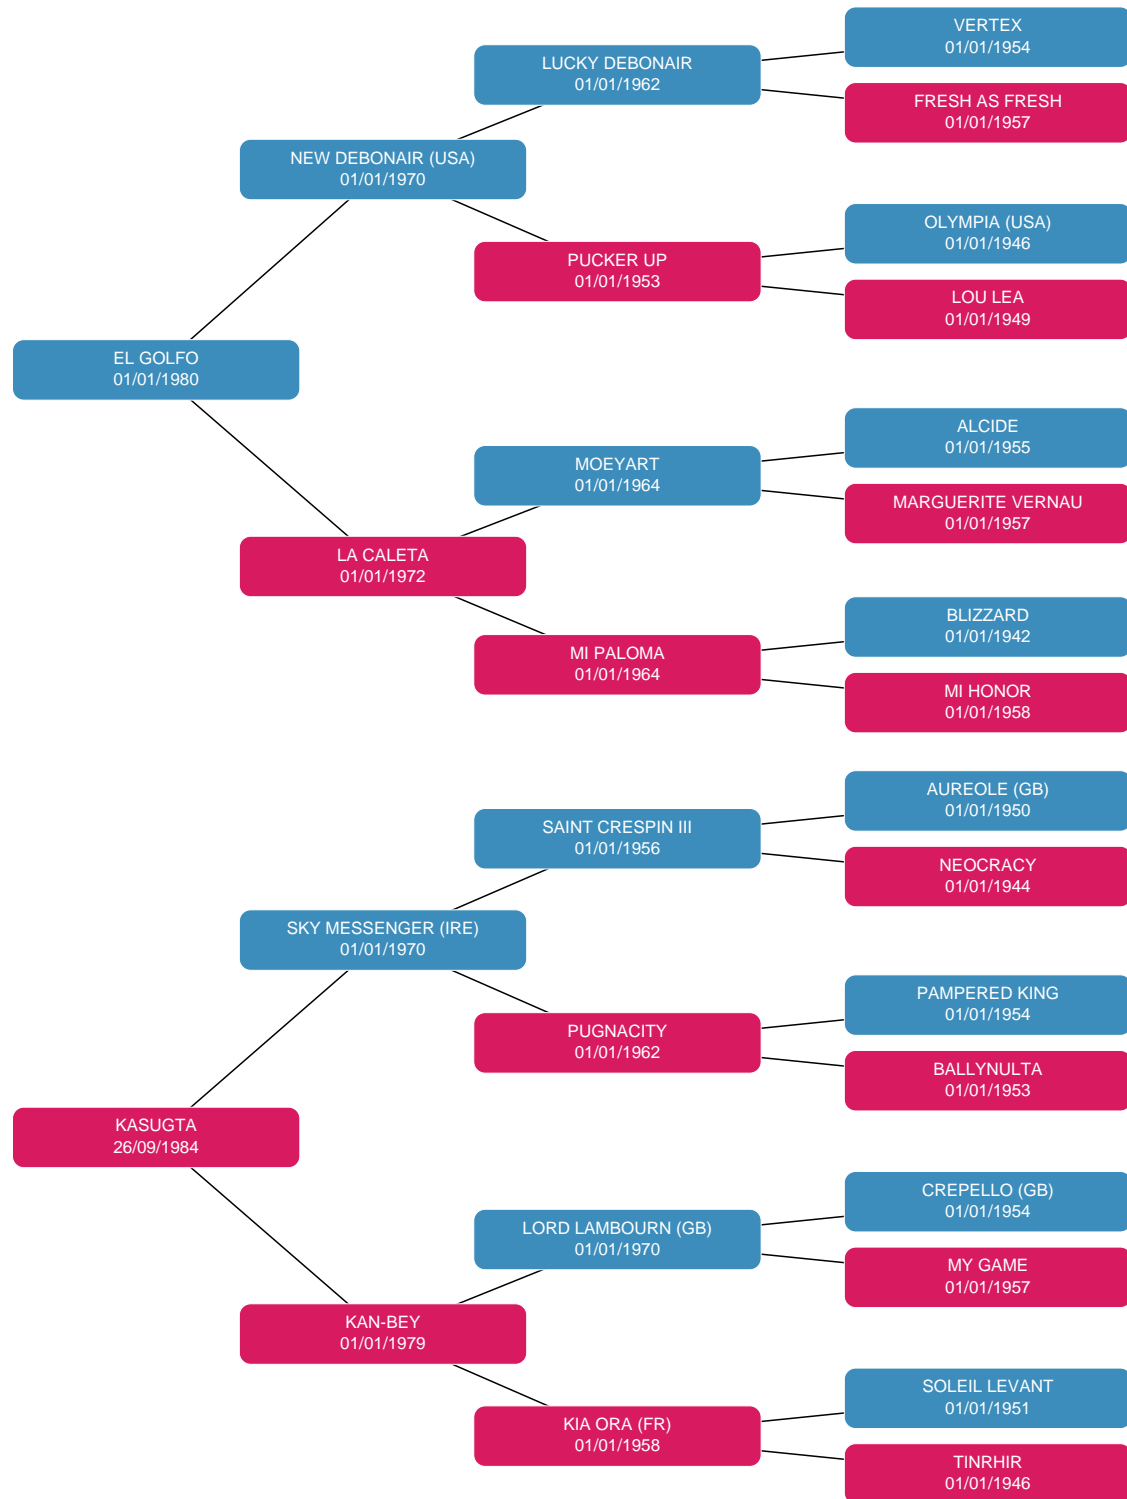 VERTEX
01/01/1954
LUCKY DEBONAIR
01/01/1962
FRESH AS FRESH
01/01/1957
NEW DEBONAIR (USA)
01/01/1970
OLYMPIA (USA)
01/01/1946
PUCKER UP
01/01/1953
LOU LEA
01/01/1949
EL GOLFO
01/01/1980
ALCIDE
01/01/1955
MOEYART
01/01/1964
MARGUERITE VERNAU
01/01/1957
LA CALETA
01/01/1972
BLIZZARD
01/01/1942
MI PALOMA
01/01/1964
MI HONOR
01/01/1958
AUREOLE (GB)
01/01/1950
SAINT CRESPIN III
01/01/1956
NEOCRACY
01/01/1944
SKY MESSENGER (IRE)
01/01/1970
PAMPERED KING
01/01/1954
PUGNACITY
01/01/1962
BALLYNULTA
01/01/1953
KASUGTA
26/09/1984
CREPELLO (GB)
01/01/1954
LORD LAMBOURN (GB)
01/01/1970
MY GAME
01/01/1957
KAN-BEY
01/01/1979
SOLEIL LEVANT
01/01/1951
KIA ORA (FR)
01/01/1958
TINRHIR
01/01/1946